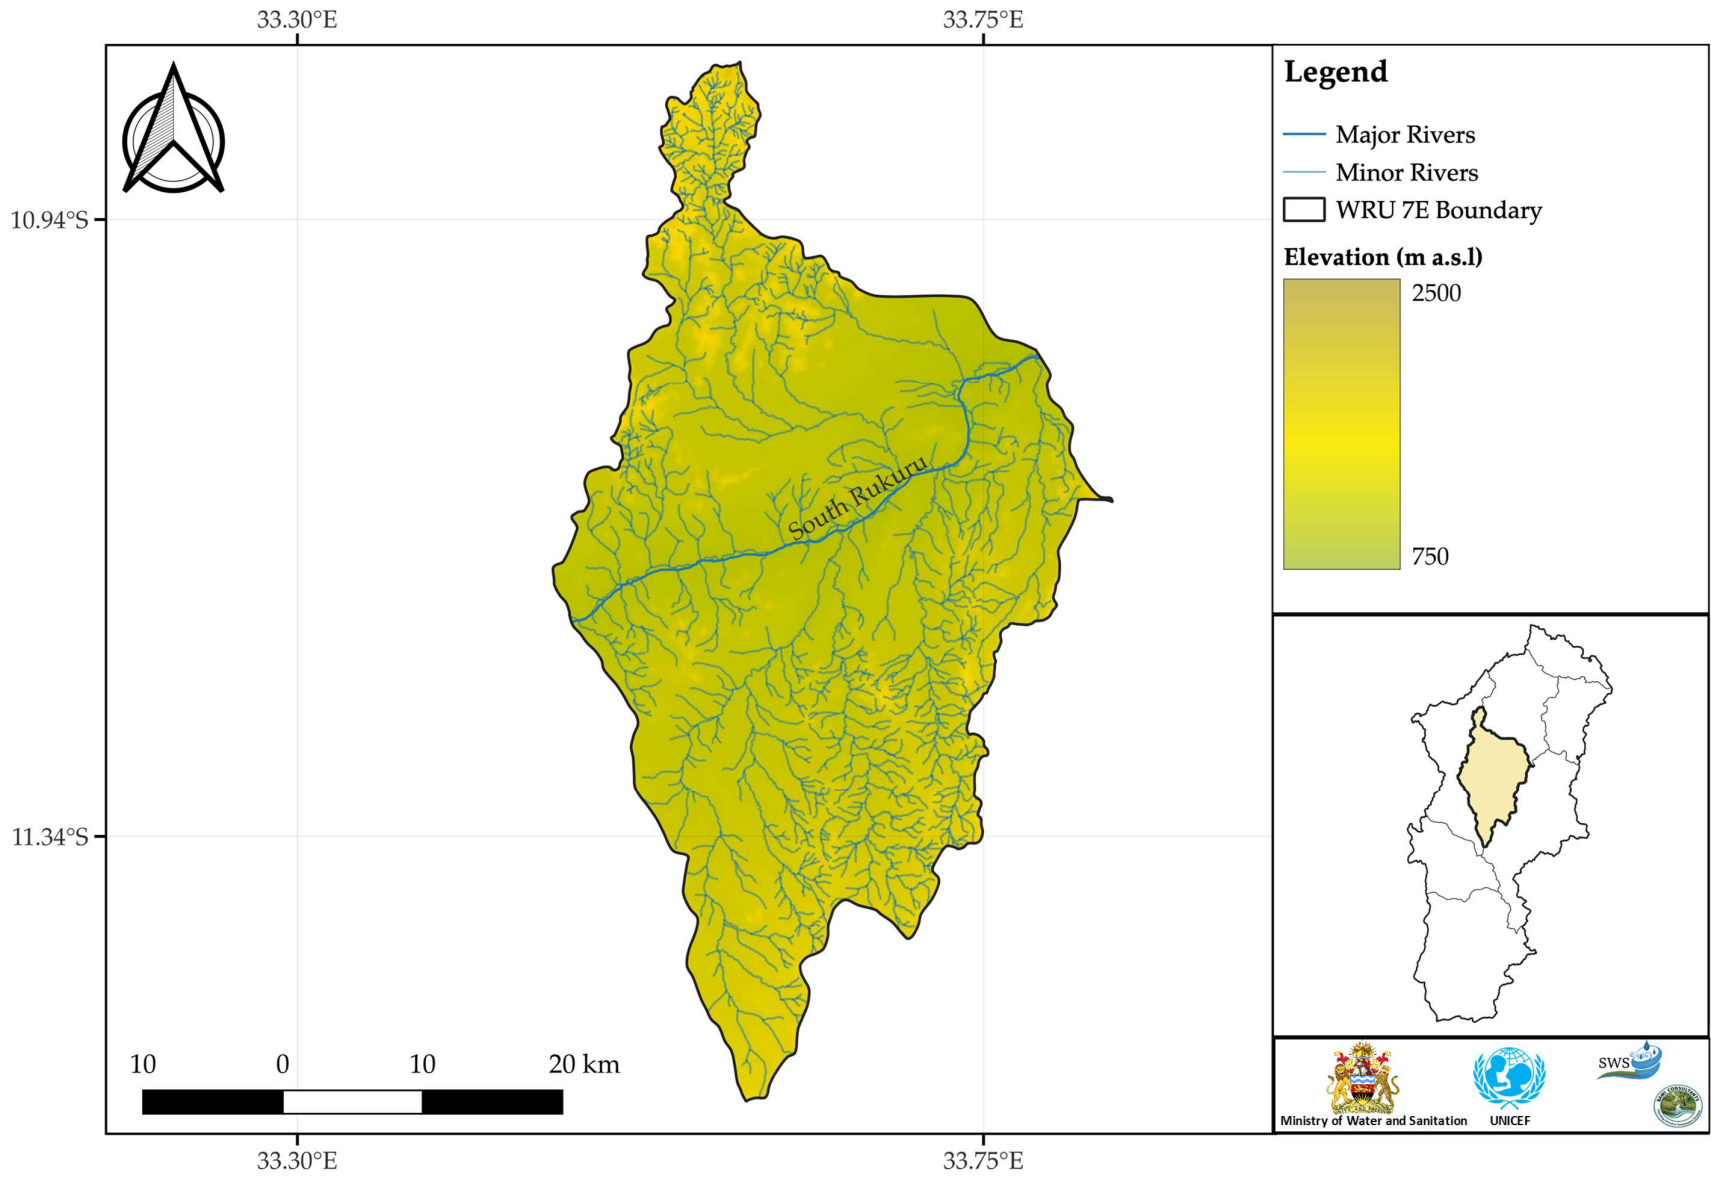 33.30°E
33.75°E
10.94°S
11.34°S
South Rukuru
10 0 10 20 km
33.30°E
33.75°E
Legend
Major Rivers
Minor Rivers
WRU 7E Boundary
Elevation (m a.s.l)
2500
750
Ministry of Water and Sanitation
UNICEF
SWS